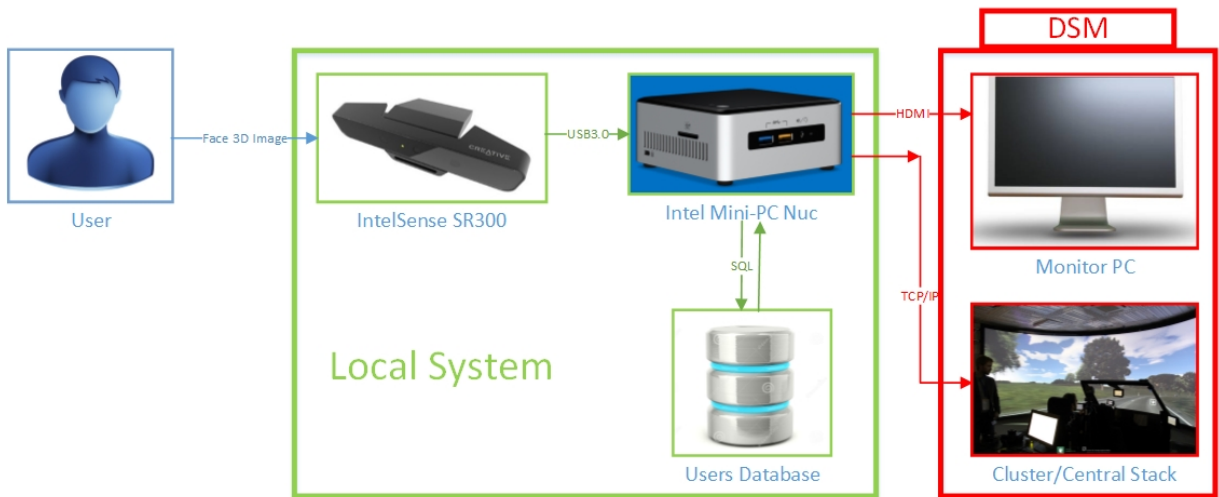 DSM
Face 3D Image
CREATIVE
USB3.0
HDMI
User
IntelSense SR300
Intel Mini-PC Nuc
SQL
Monitor PC
TCP/IP
Local System
Users Database
Cluster/Central Stack